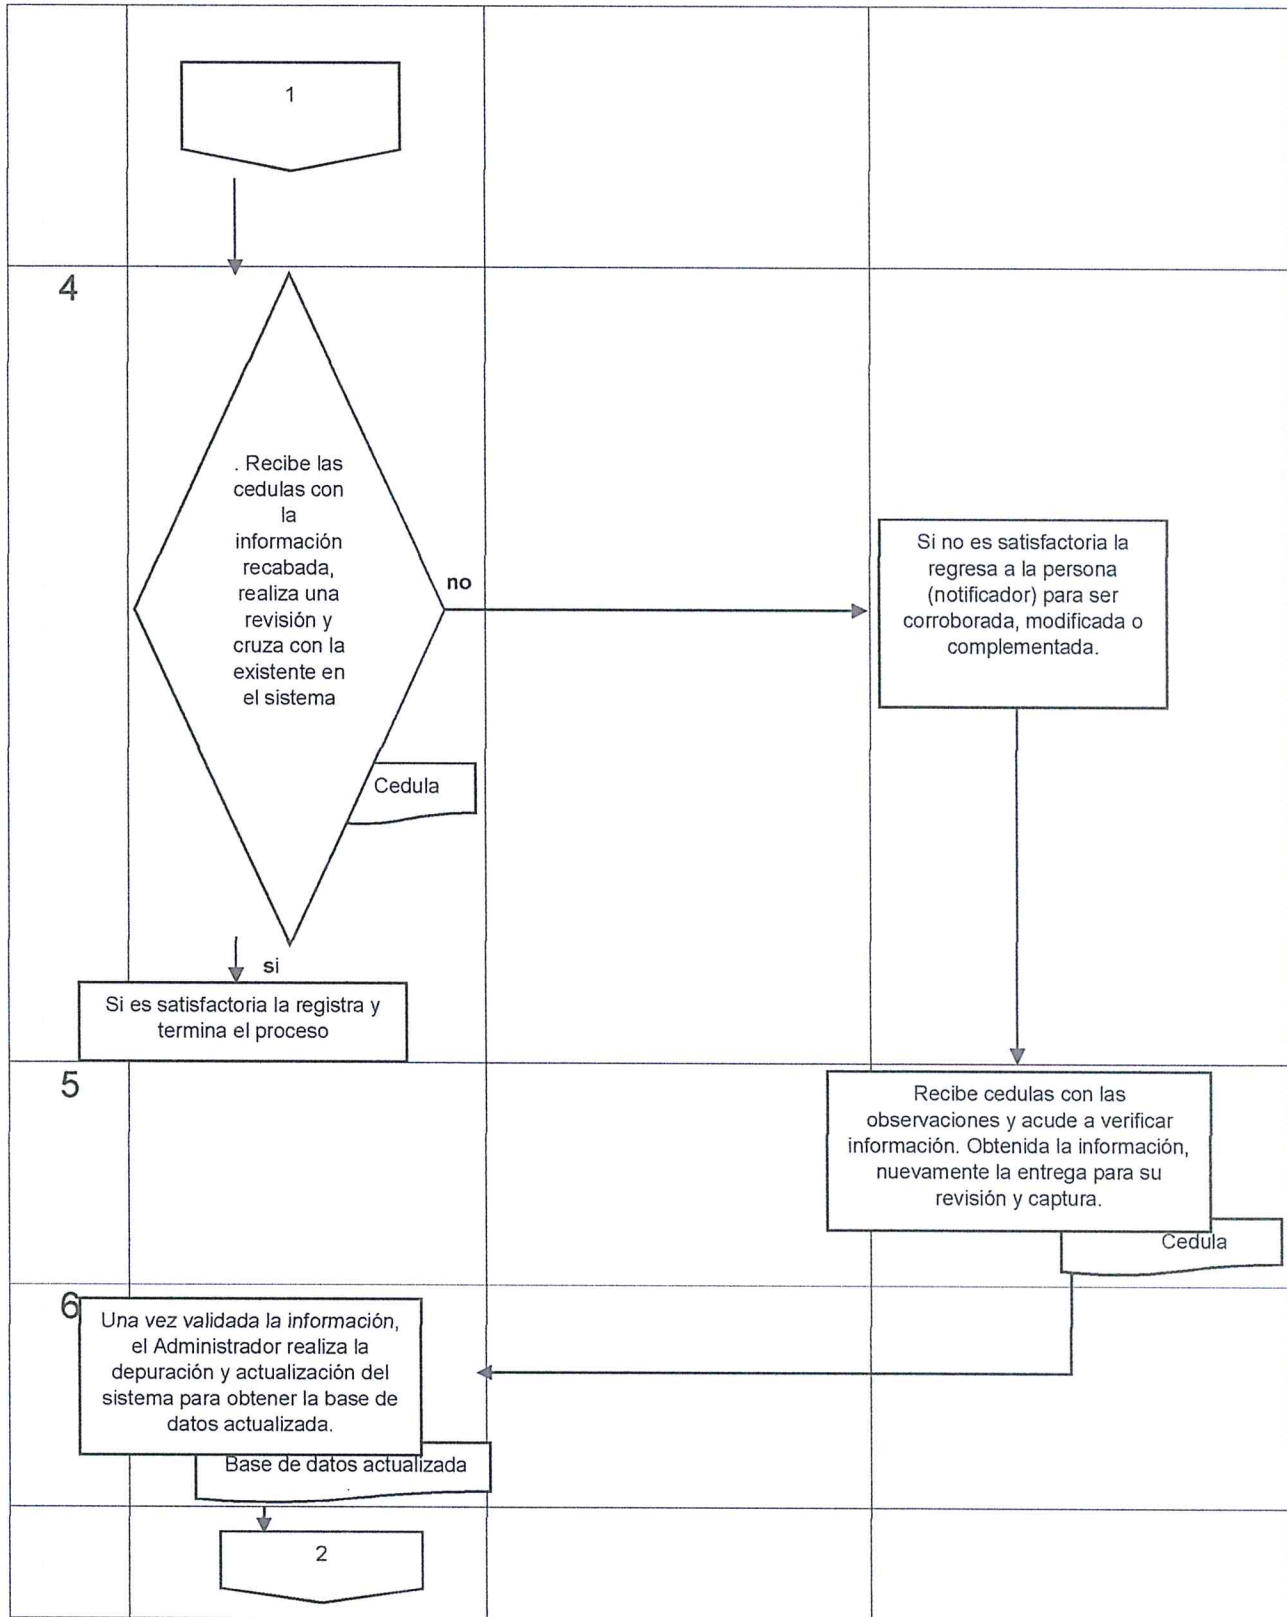 1
4
. Recibe las
cedulas con
la
información
recabada,
realiza una
revisión y
cruza con la
existente en
el sistema
no
Si no es satisfactoria la
regresa a la persona
(notificador) para ser
corroborada, modificada o
complementada.
Cedula
si
Si es satisfactoria la registra y
termina el proceso
5
Recibe cedulas con las
observaciones y acude a verificar
información. Obtenida la información,
nuevamente la entrega para su
revisión y captura.
Cedula
6
Una vez validada la información,
el Administrador realiza la
depuración y actualización del
sistema para obtener la base de
datos actualizada.
Base de datos actualizada
2